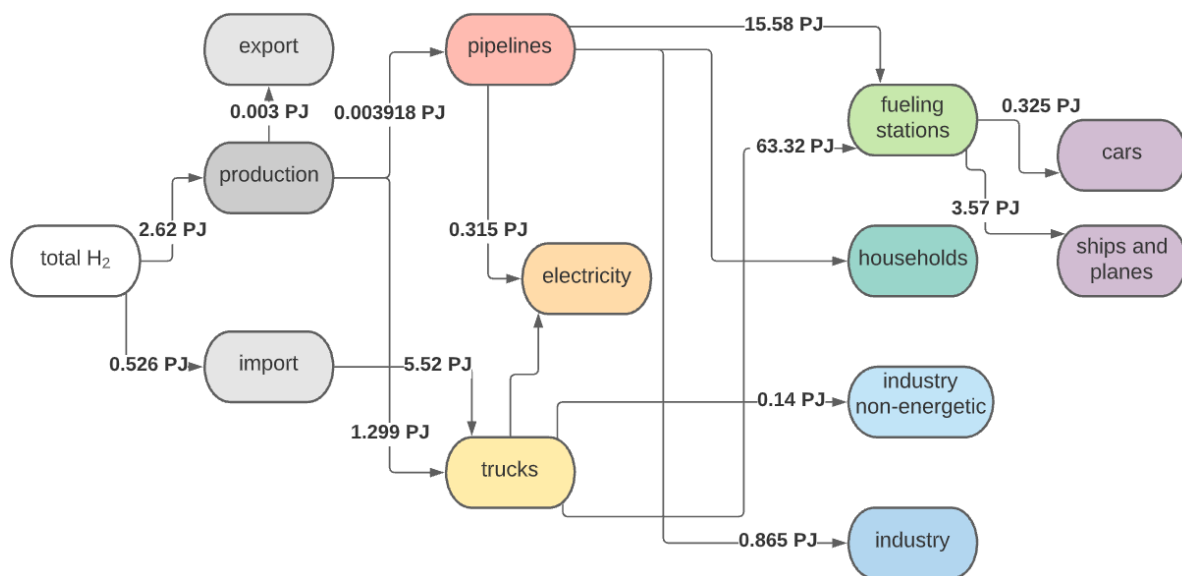 export
pipelines
15.58 PJ
0.003 PJ
0.003918 PJ
fueling
stations
0.325 PJ
production
63.32 PJ
cars
total H₂
2.62 PJ
0.315 PJ
electricity
households
3.57 PJ
ships and
planes
0.526 PJ
import
5.52 PJ
industry
non-energetic
0.14 PJ
1.299 PJ
trucks
0.865 PJ
industry